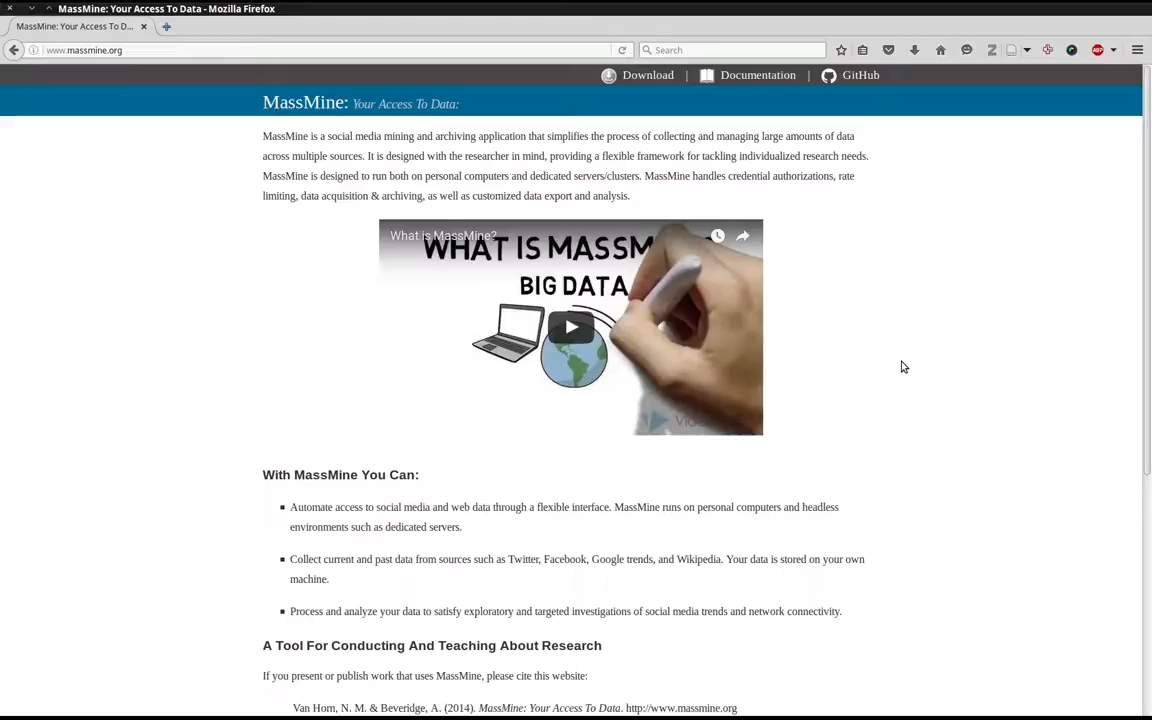 MassMine: Your Access To Data - Mozilla Firefox
MassMine: Your Access To D...
www.massmine.org
Search
ABP
Download | Documentation | GitHub
MassMine: Your Access To Data:
MassMine is a social media mining and archiving application that simplifies the process of collecting and managing large amounts of data
across multiple sources. It is designed with the researcher in mind, providing a flexible framework for tackling individualized research needs.
MassMine is designed to run both on personal computers and dedicated servers/clusters. MassMine handles credential authorizations, rate
limiting, data acquisition & archiving, as well as customized data export and analysis.
What is MassMine?
WHAT IS MASSM
BIG DATA
With MassMine You Can:
Automate access to social media and web data through a flexible interface. MassMine runs on personal computers and headless
environments such as dedicated servers.
Collect current and past data from sources such as Twitter, Facebook, Google trends, and Wikipedia. Your data is stored on your own
machine.
Process and analyze your data to satisfy exploratory and targeted investigations of social media trends and network connectivity.
A Tool For Conducting And Teaching About Research
If you present or publish work that uses MassMine, please cite this website:
Van Horn, N. M. & Beveridge, A. (2014). MassMine: Your Access To Data. http://www.massmine.org